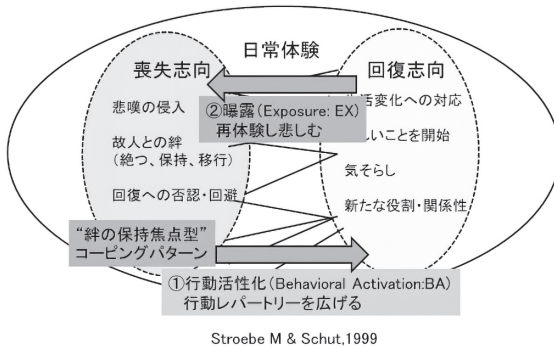 日常体験
喪失志向
悲嘆の侵入
故人との絆
(絶つ、保持、移行)
回復への否認・回避
回復志向
活変化への対応
しいことを開始
気そらし
新たな役割・関係性
②曝露(Exposure: EX)
再体験し悲しむ
“絆の保持焦点型”
コーピングパターン
①行動活性化(Behavioral Activation:BA)
行動レパートリーを広げる
Stroebe M & Schut,1999